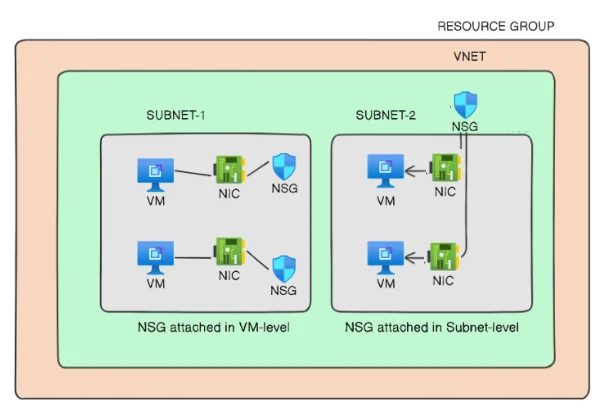 RESOURCE GROUP
VNET
SUBNET-1
SUBNET-2
NSG
VM
NIC
NSG
VM
NIC
VM
NIC
NSG
VM
NIC
NSG attached in VM-level
NSG attached in Subnet-level